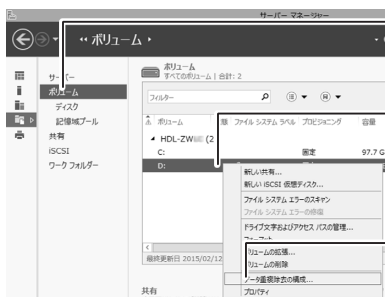 サーバー マネージャー
‹‹ ボリューム ›
サーバー
ボリューム
ディスク
記憶域プール
共有
iSCSI
ワーク フォルダー
ボリューム
すべてのボリューム | 合計: 2
フィルター
ボリューム
ファイル システム ラベル プロビジョニング 容量
HDL-ZW
C: 固定 97.7 G
D:
新しい共有...
新しい iSCSI 仮想ディスク...
ファイル システム エラーのスキャン
ファイル システム エラーの修復
ドライブ文字およびアクセス パスの管理...
フォーマット
ボリュームの拡張...
ボリュームの削除
データ重複除去の構成...
プロパティ
最終更新日 2015/02/12
共有